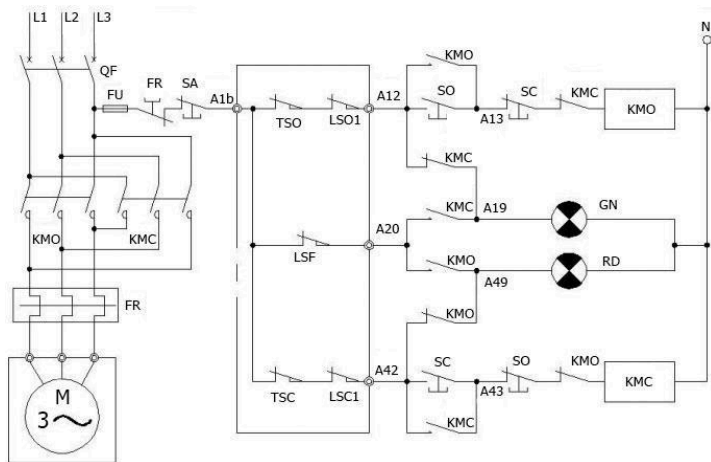 L1 L2 L3
N
QF
KMO
FU FR SA A1b
TSO LSO1
A12 SO A13 SC KMC KMO
KMC
KMO KMC
KMC A19 GN
A20
LSF
KMO A49 RD
FR
KMO
A42 SC A43 SO KMO KMC
TSC LSC1
KMC
M
3